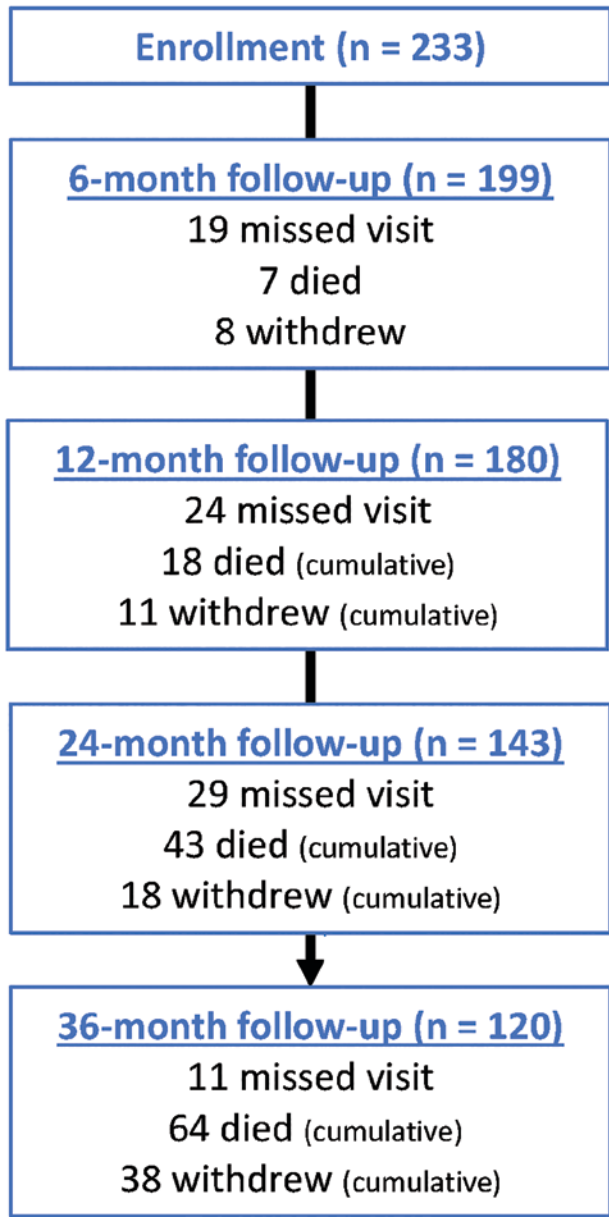 Enrollment (n = 233)
6-month follow-up (n = 199)
19 missed visit
7 died
8 withdrew
12-month follow-up (n = 180)
24 missed visit
18 died (cumulative)
11 withdrew (cumulative)
24-month follow-up (n = 143)
29 missed visit
43 died (cumulative)
18 withdrew (cumulative)
36-month follow-up (n = 120)
11 missed visit
64 died (cumulative)
38 withdrew (cumulative)